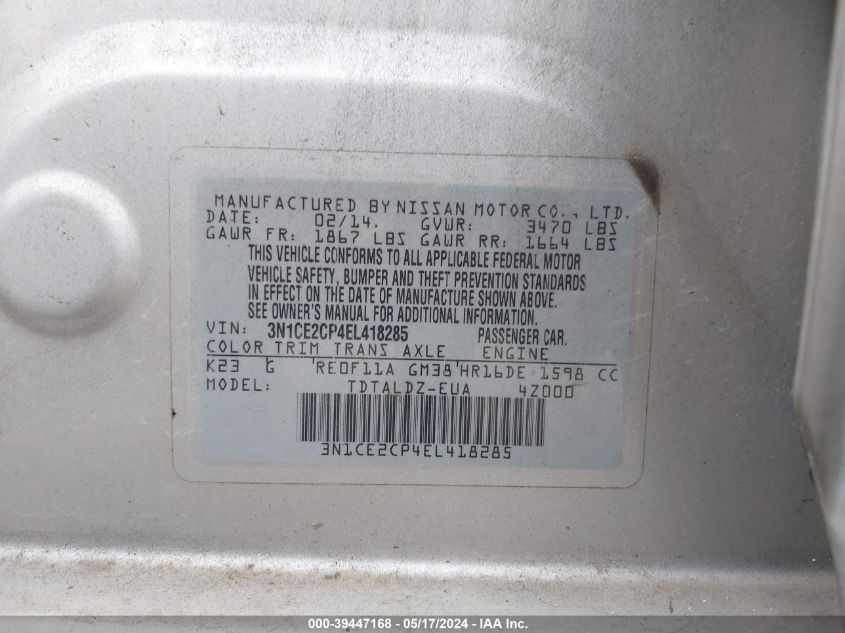 MANUFACTURED BY NISSAN MOTOR CO., LTD.
DATE: 02/14. GVWR: 3470 LBS
GAWR FR: 1867 LBS GAWR RR: 1664 LBS
THIS VEHICLE CONFORMS TO ALL APPLICABLE FEDERAL MOTOR
VEHICLE SAFETY, BUMPER AND THEFT PREVENTION STANDARDS
IN EFFECT ON THE DATE OF MANUFACTURE SHOWN ABOVE.
SEE OWNER'S MANUAL FOR ADDITIONAL INFORMATION.
VIN: 3N1CE2CP4EL418285 PASSENGER CAR.
COLOR TRIM TRANS AXLE ENGINE
K23 G RE0F11A GM38 HR16DE 1598 CC
MODEL: TDTALDZ-EUA 4Z000
3N1CE2CP4EL418285
000-39447168 - 05/17/2024 - IAA Inc.